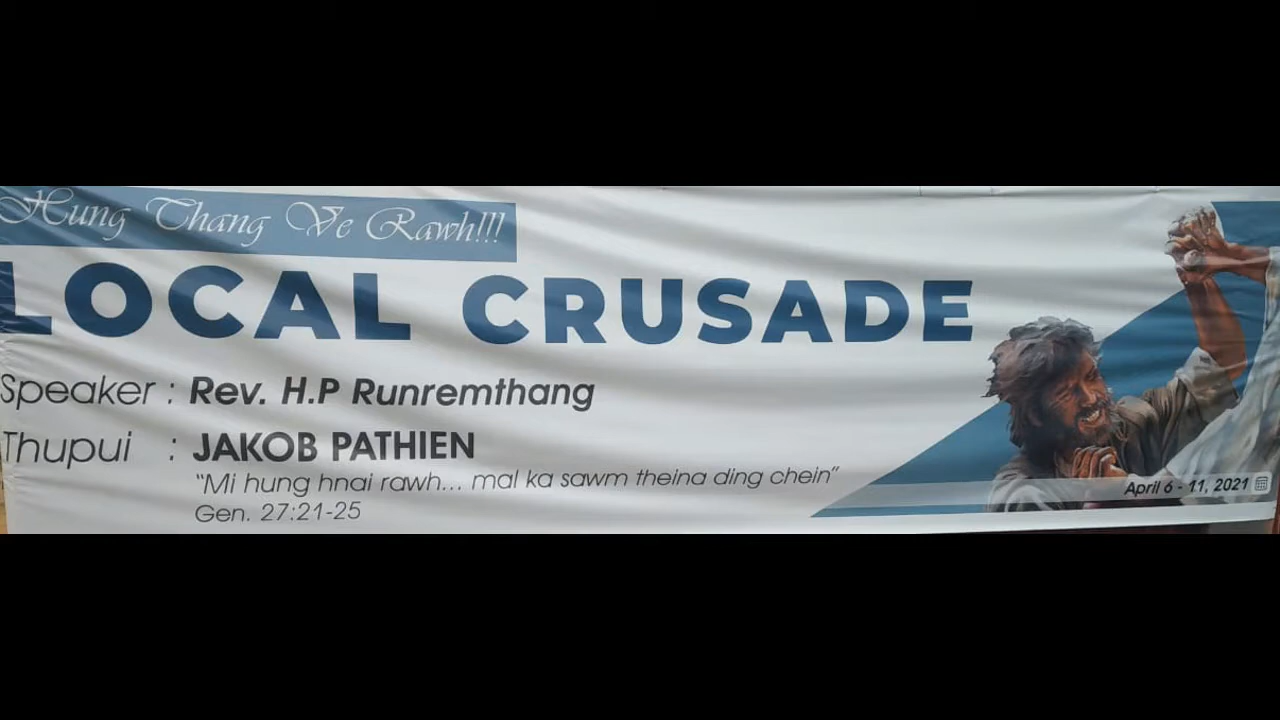 Hung Thang Ve Rawh!!!
LOCAL CRUSADE
Speaker : Rev. H.P Runremthang
Thupui : JAKOB PATHIEN
“Mi hung hnai rawh... mal ka sawm theina ding chein”
Gen. 27:21-25
April 6 - 11, 2021